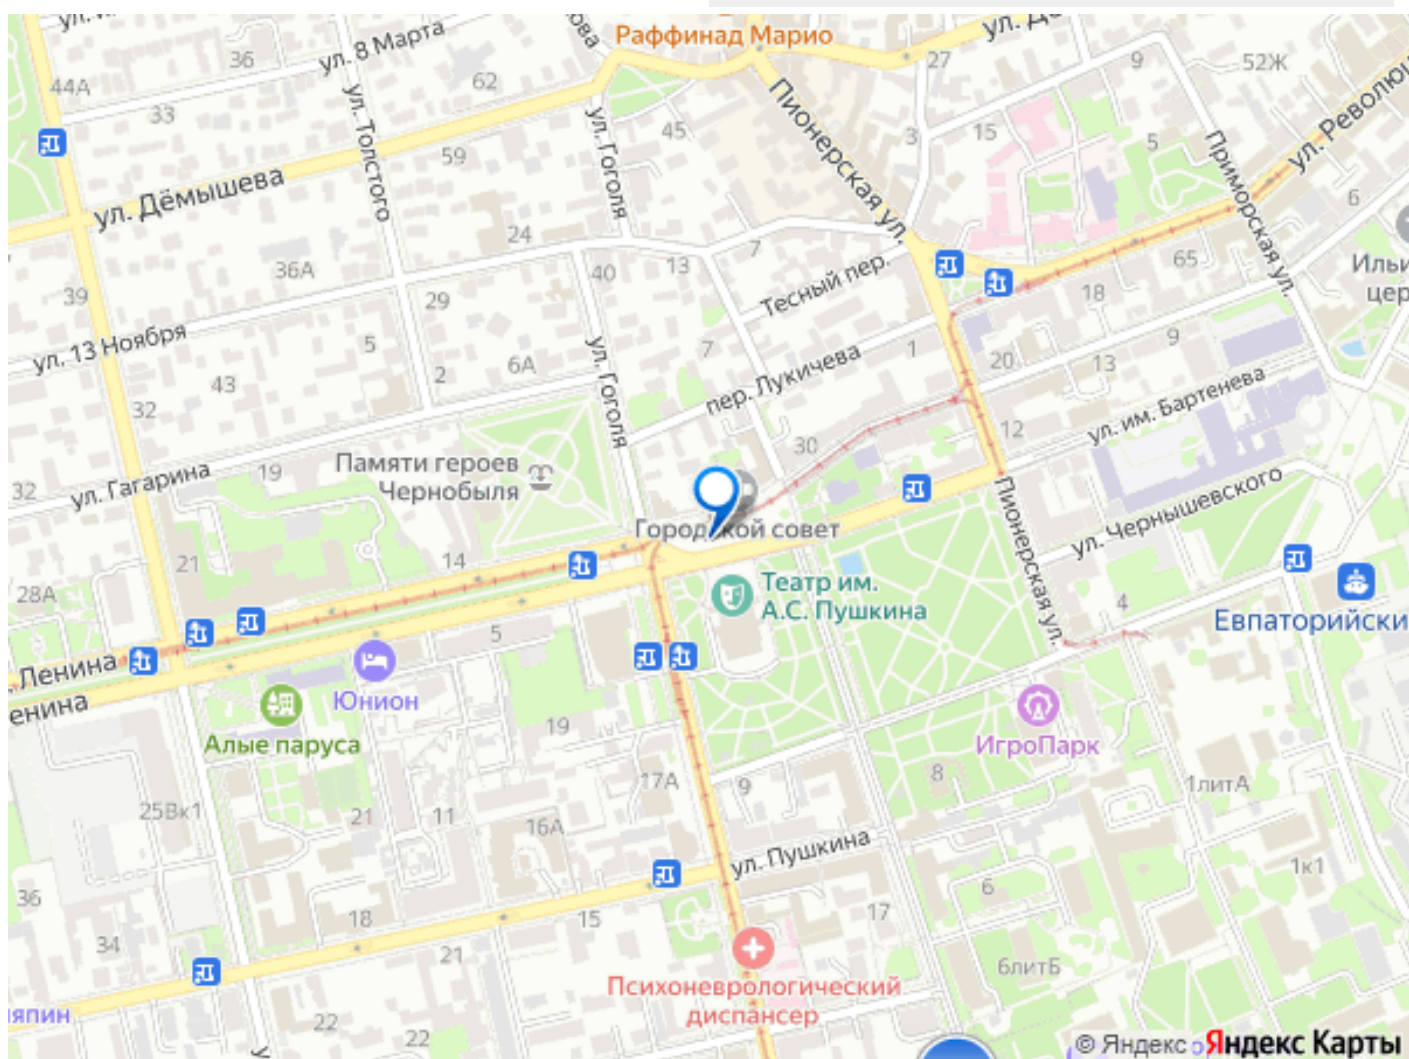 Раффинад Марио
ул. 8 Марта
36
27
9
52Ж
44А
62
33
ул. Толстого
ул. Гоголя
45
Пионерская ул.
3
15
5
Приморская ул.
59
6
ул. Дёмышева
24
7
36А
40
13
Тесный пер.
65
39
29
18
ул. 13 Ноября
5
7
1
20
13
9
6А
2
43
ул. Гоголя
пер. Лукичева
32
12
ул. им. Бартенева
30
Памяти героев
Чернобыля
19
ул. Гагарина
32
Пионерская ул.
ул. Чернышевского
Городской совет
21
14
28А
Театр им.
А.С. Пушкина
4
5
Ленина
Юнион
19
Алые паруса
ИгроПарк
17А
9
8
1литА
25Вк1
21
11
16А
ул. Пушкина
1к1
36
6
18
15
17
34
21
6литБ
Психоневрологический
диспансер
22
22
© Яндекс
Яндекс Карты